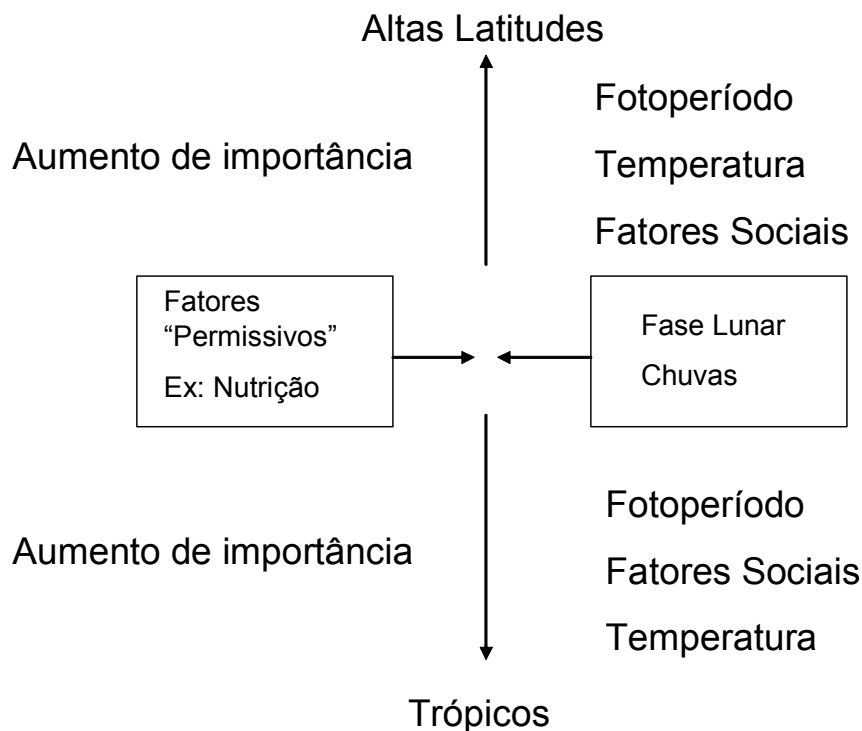 Altas Latitudes
Fotoperíodo
Aumento de importância
Temperatura
Fatores Sociais
Fatores
“Permissivos”
Ex: Nutrição
Fase Lunar
Chuvas
Fotoperíodo
Aumento de importância
Fatores Sociais
Temperatura
Trópicos